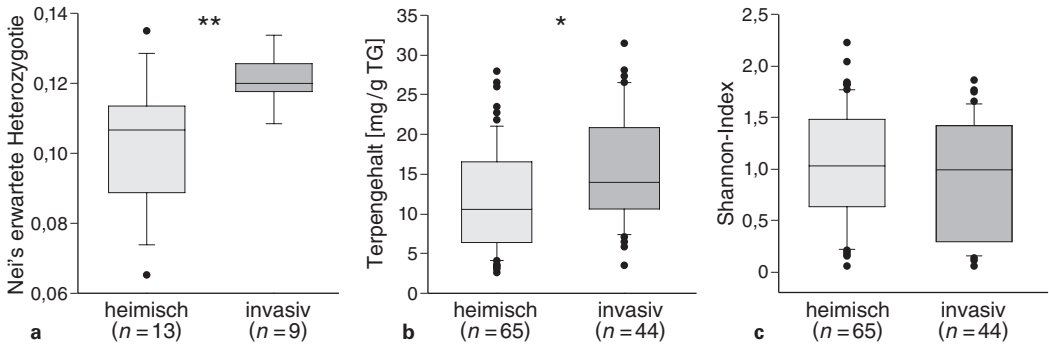 Nei's erwartete Heterozygotie
0,14
0,12
0,10
0,08
0,06
**
heimisch
(n = 13)
invasiv
(n = 9)
a
Terpengehalt [mg/g TG]
35
30
25
20
15
10
5
0
*
heimisch
(n = 65)
invasiv
(n = 44)
b
Shannon-Index
2,5
2,0
1,5
1,0
0,5
0
heimisch
(n = 65)
invasiv
(n = 44)
c